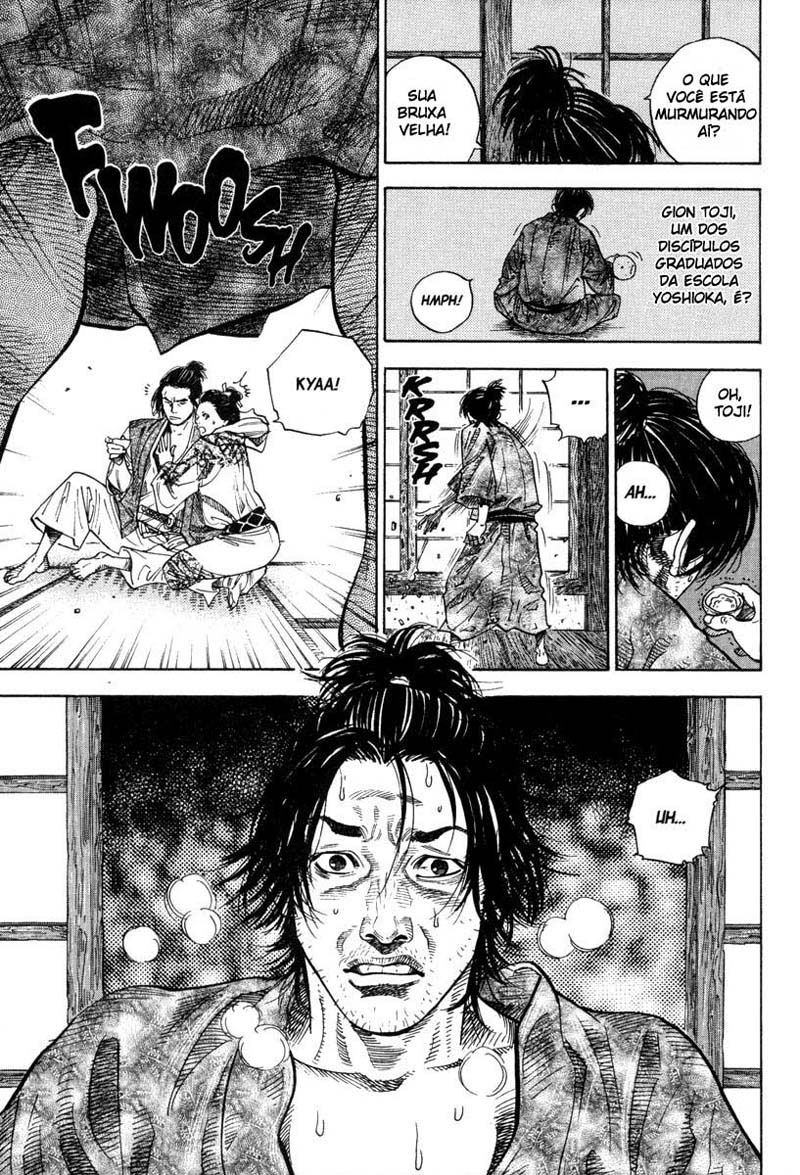 O QUE
VOCÊ ESTÁ
MURMURANDO
AÍ?
SUA
BRUXA
VELHA!
GION TOJI,
UM DOS
DISCÍPULOS
GRADUADOS
DA ESCOLA
YOSHIOKA, É?
HMPH!
OH,
TOJI!
AH...
...
KRRSH
FWOOSH
KYAA!
UH...